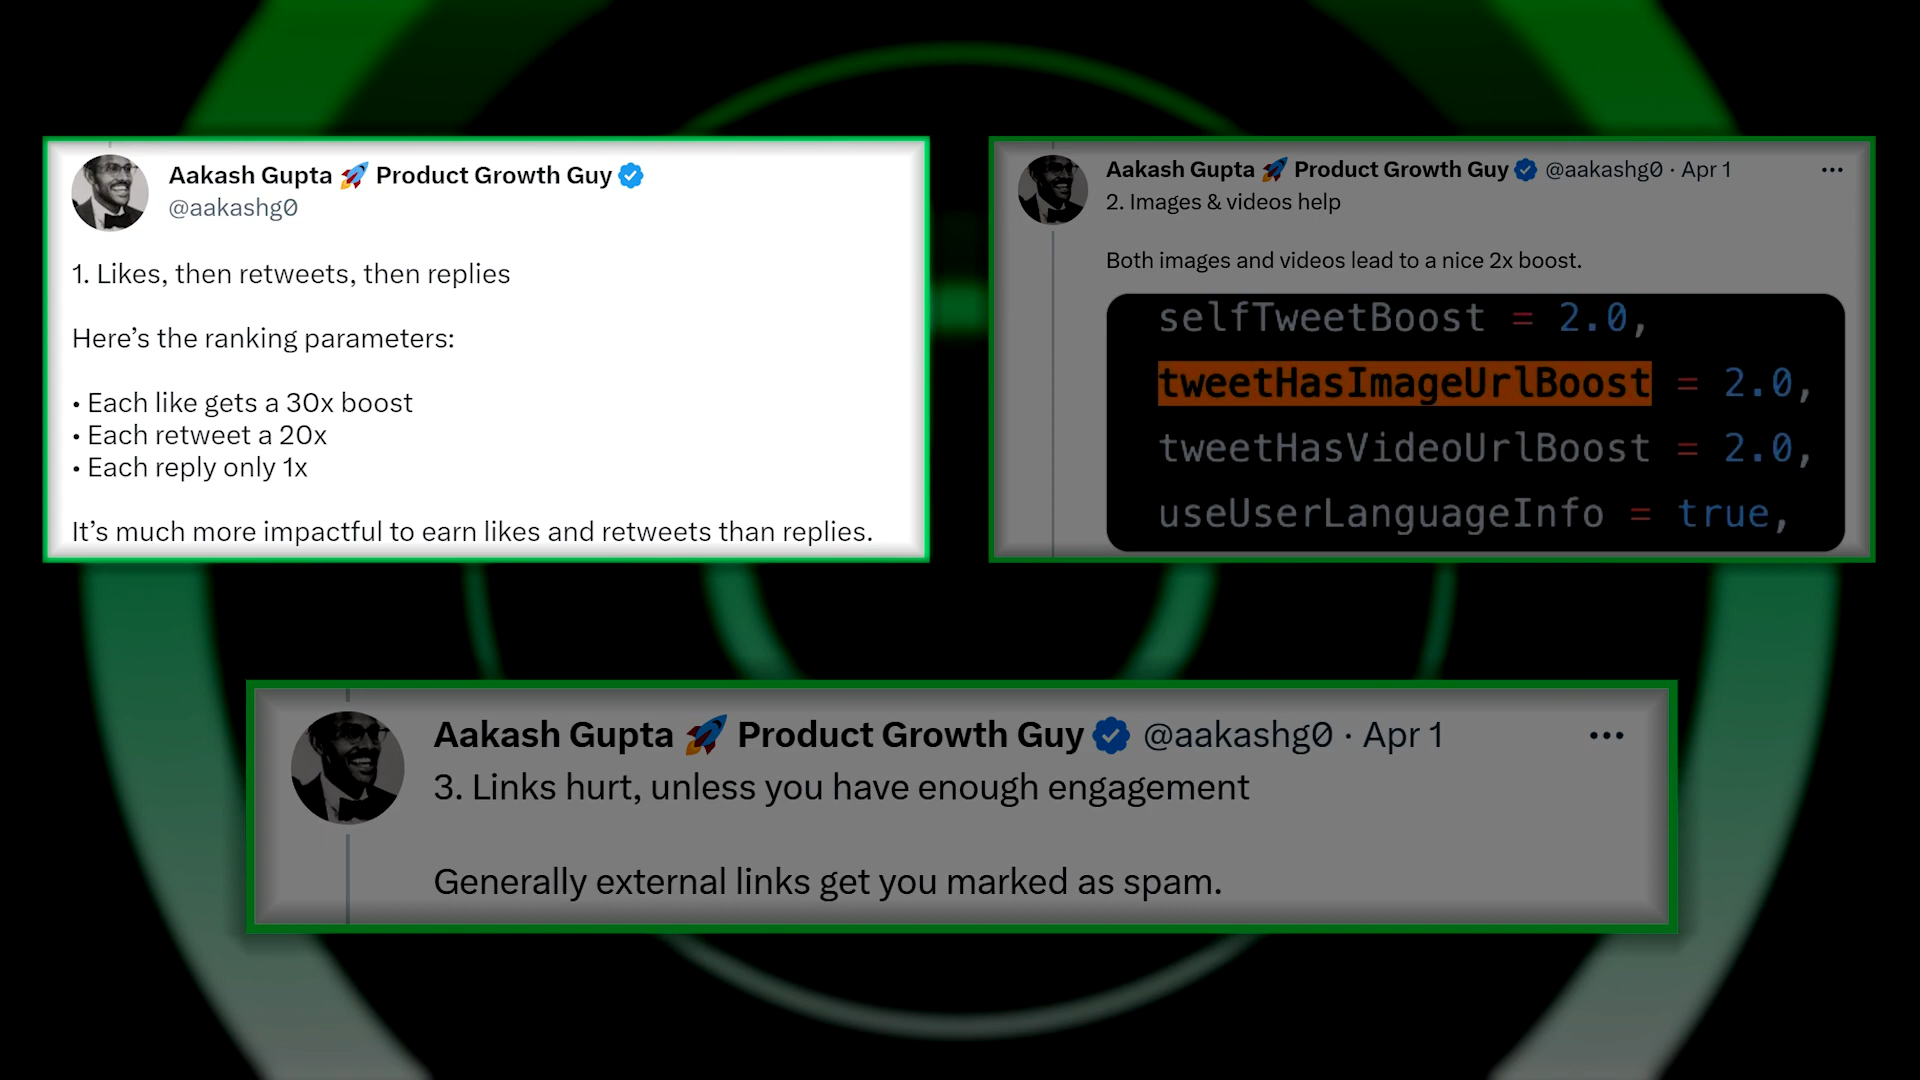 Aakash Gupta 🚀 Product Growth Guy
@aakashg0
1. Likes, then retweets, then replies
Here’s the ranking parameters:
• Each like gets a 30x boost
• Each retweet a 20x
• Each reply only 1x
It’s much more impactful to earn likes and retweets than replies.
Aakash Gupta 🚀 Product Growth Guy @aakashg0 · Apr 1
2. Images & videos help
Both images and videos lead to a nice 2x boost.
selfTweetBoost = 2.0,
tweetHasImageUrlBoost = 2.0,
tweetHasVideoUrlBoost = 2.0,
useUserLanguageInfo = true,
Aakash Gupta 🚀 Product Growth Guy @aakashg0 · Apr 1
3. Links hurt, unless you have enough engagement
Generally external links get you marked as spam.